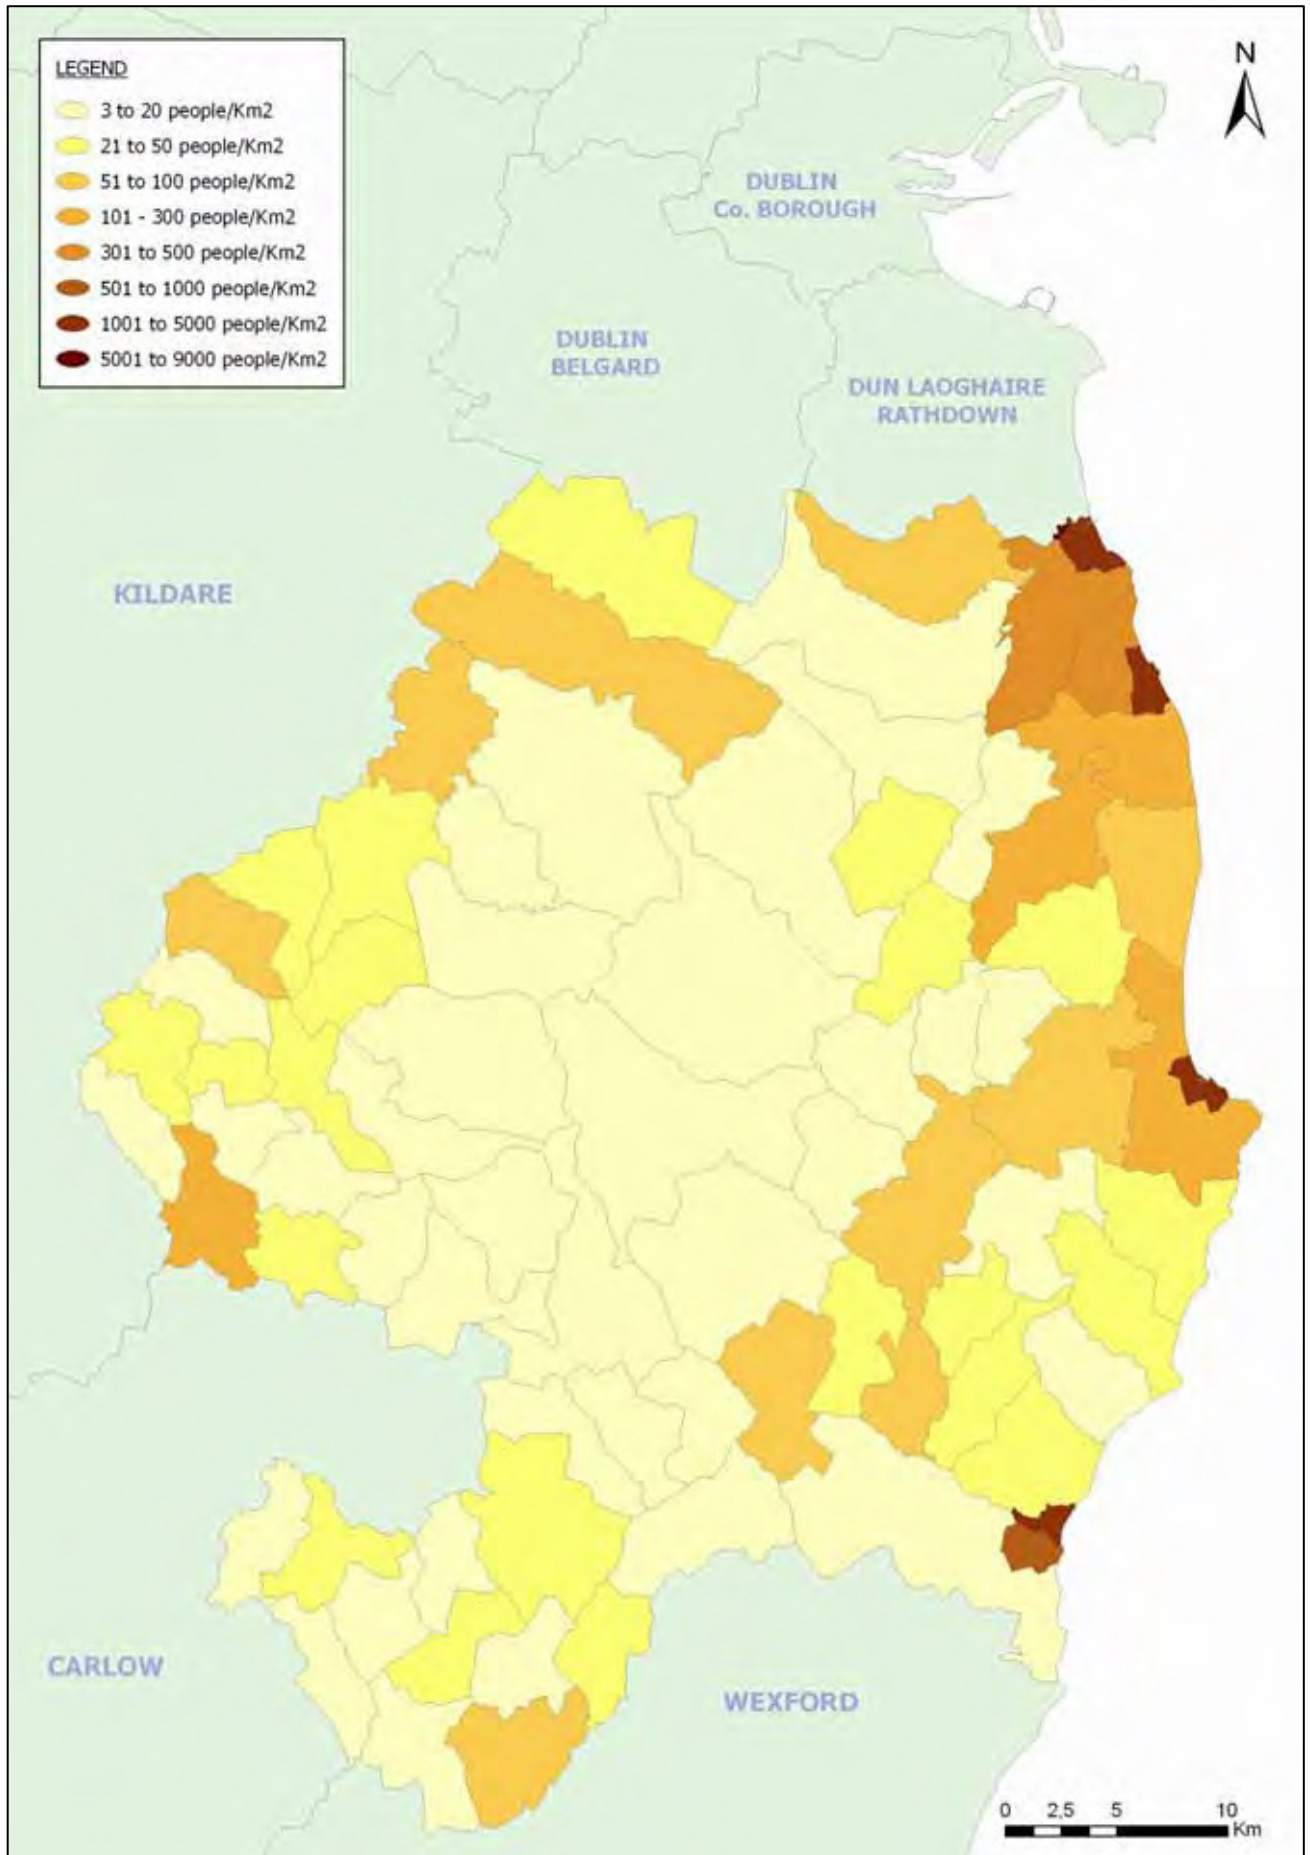 LEGEND
3 to 20 people/Km2
21 to 50 people/Km2
51 to 100 people/Km2
101 - 300 people/Km2
301 to 500 people/Km2
501 to 1000 people/Km2
1001 to 5000 people/Km2
5001 to 9000 people/Km2
N
DUBLIN
Co. BOROUGH
DUBLIN
BELGARD
DUN LAOGHAIRE
RATHDOWN
KILDARE
CARLOW
WEXFORD
0 2,5 5 10
Km